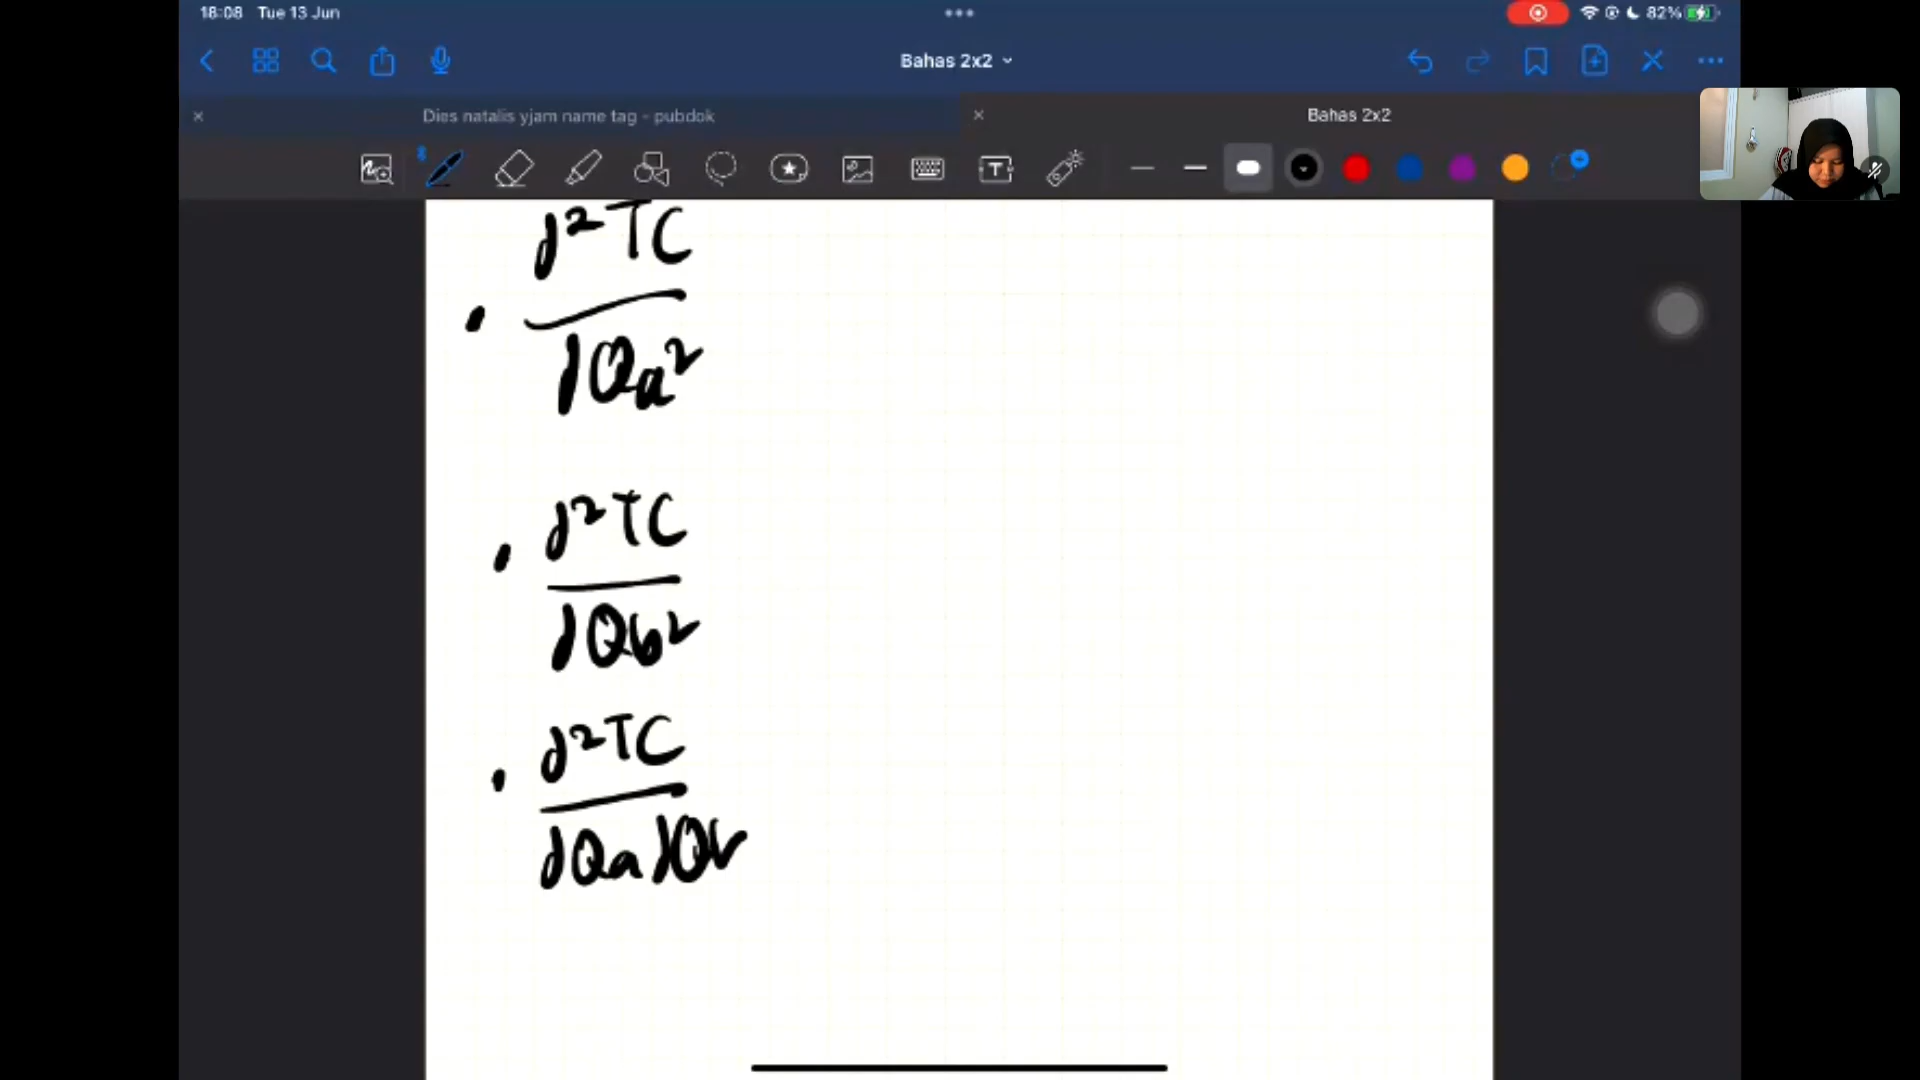 18:08 Tue 13 Jun
82%
Bahas 2x2
Dies natalis yjam name tag - pubdok
Bahas 2x2
T
∂²TC
∂Qa²
∂²TC
∂Qb²
∂²TC
∂Qa∂Qb